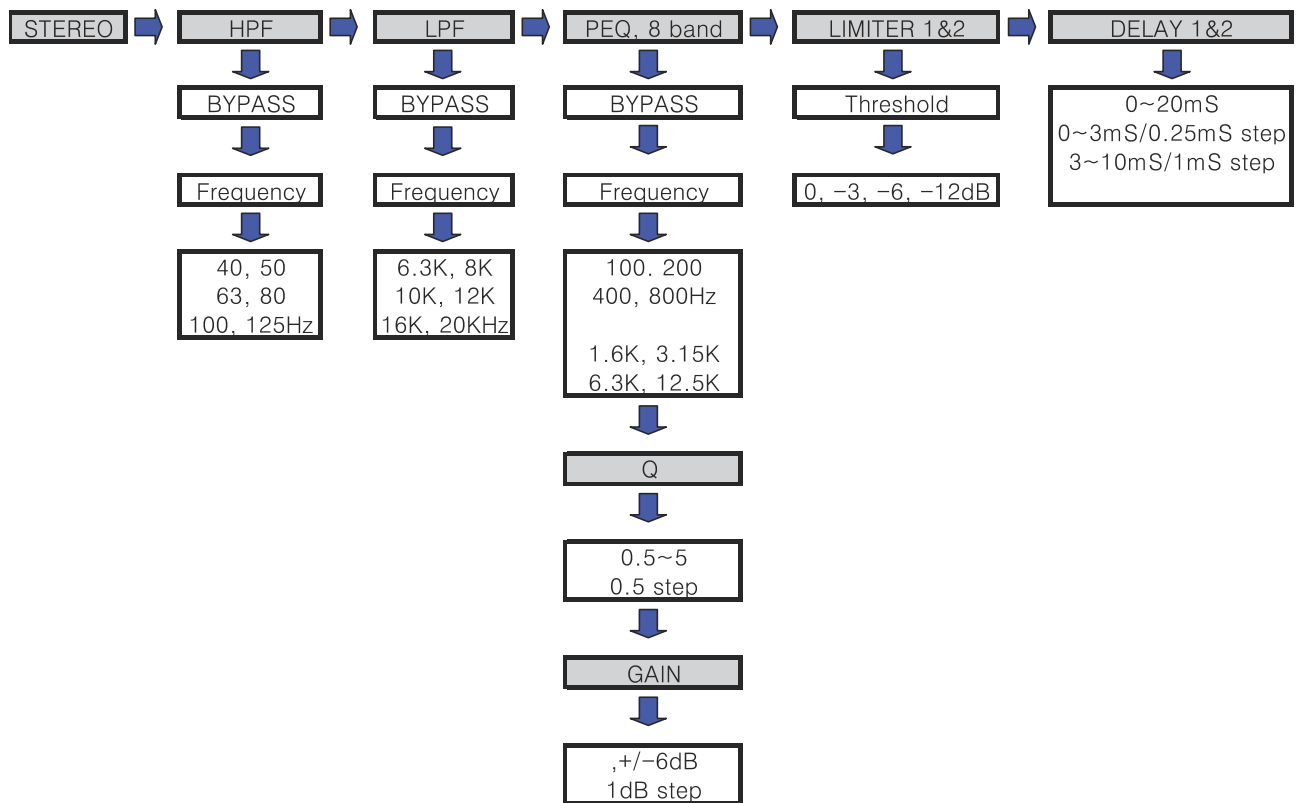 STEREO
HPF
LPF
PEQ, 8 band
LIMITER 1&2
DELAY 1&2
BYPASS
BYPASS
BYPASS
Threshold
0~20mS
0~3mS/0.25mS step
3~10mS/1mS step
Frequency
Frequency
Frequency
0, -3, -6, -12dB
40, 50
63, 80
100, 125Hz
6.3K, 8K
10K, 12K
16K, 20KHz
100. 200
400, 800Hz
1.6K, 3.15K
6.3K, 12.5K
Q
0.5~5
0.5 step
GAIN
,+/-6dB
1dB step